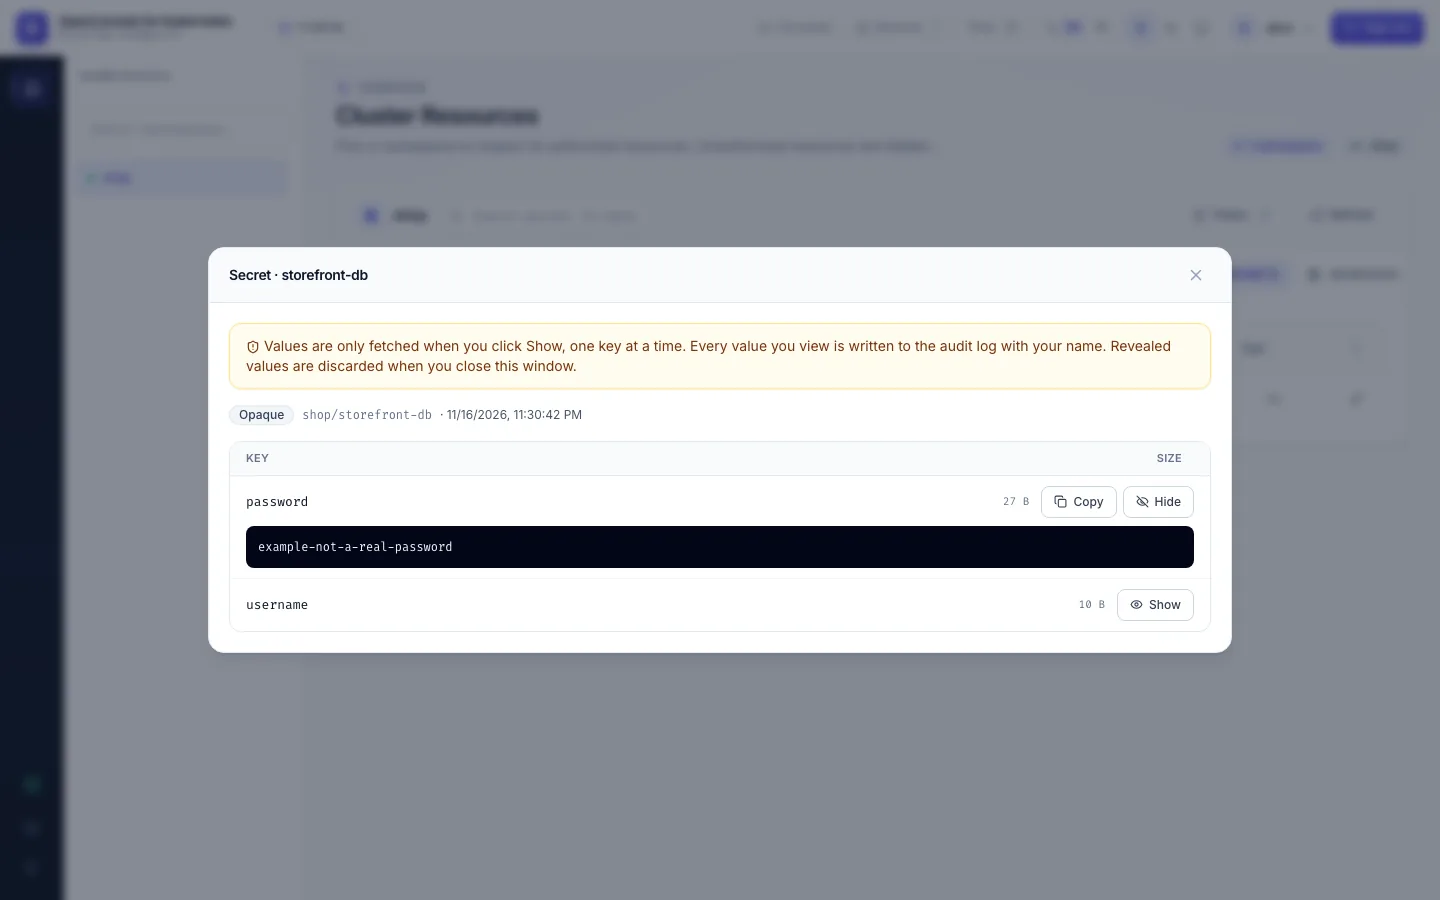 Cluster Resources
Secret · storefront-db
Values are only fetched when you click Show, one key at a time. Every value you view is written to the audit log with your name. Revealed
values are discarded when you close this window.
Opaque shop/storefront-db · 11/16/2026, 11:30:42 PM
KEY SIZE
password 27 B Copy Hide
example-not-a-real-password
username 10 B Show